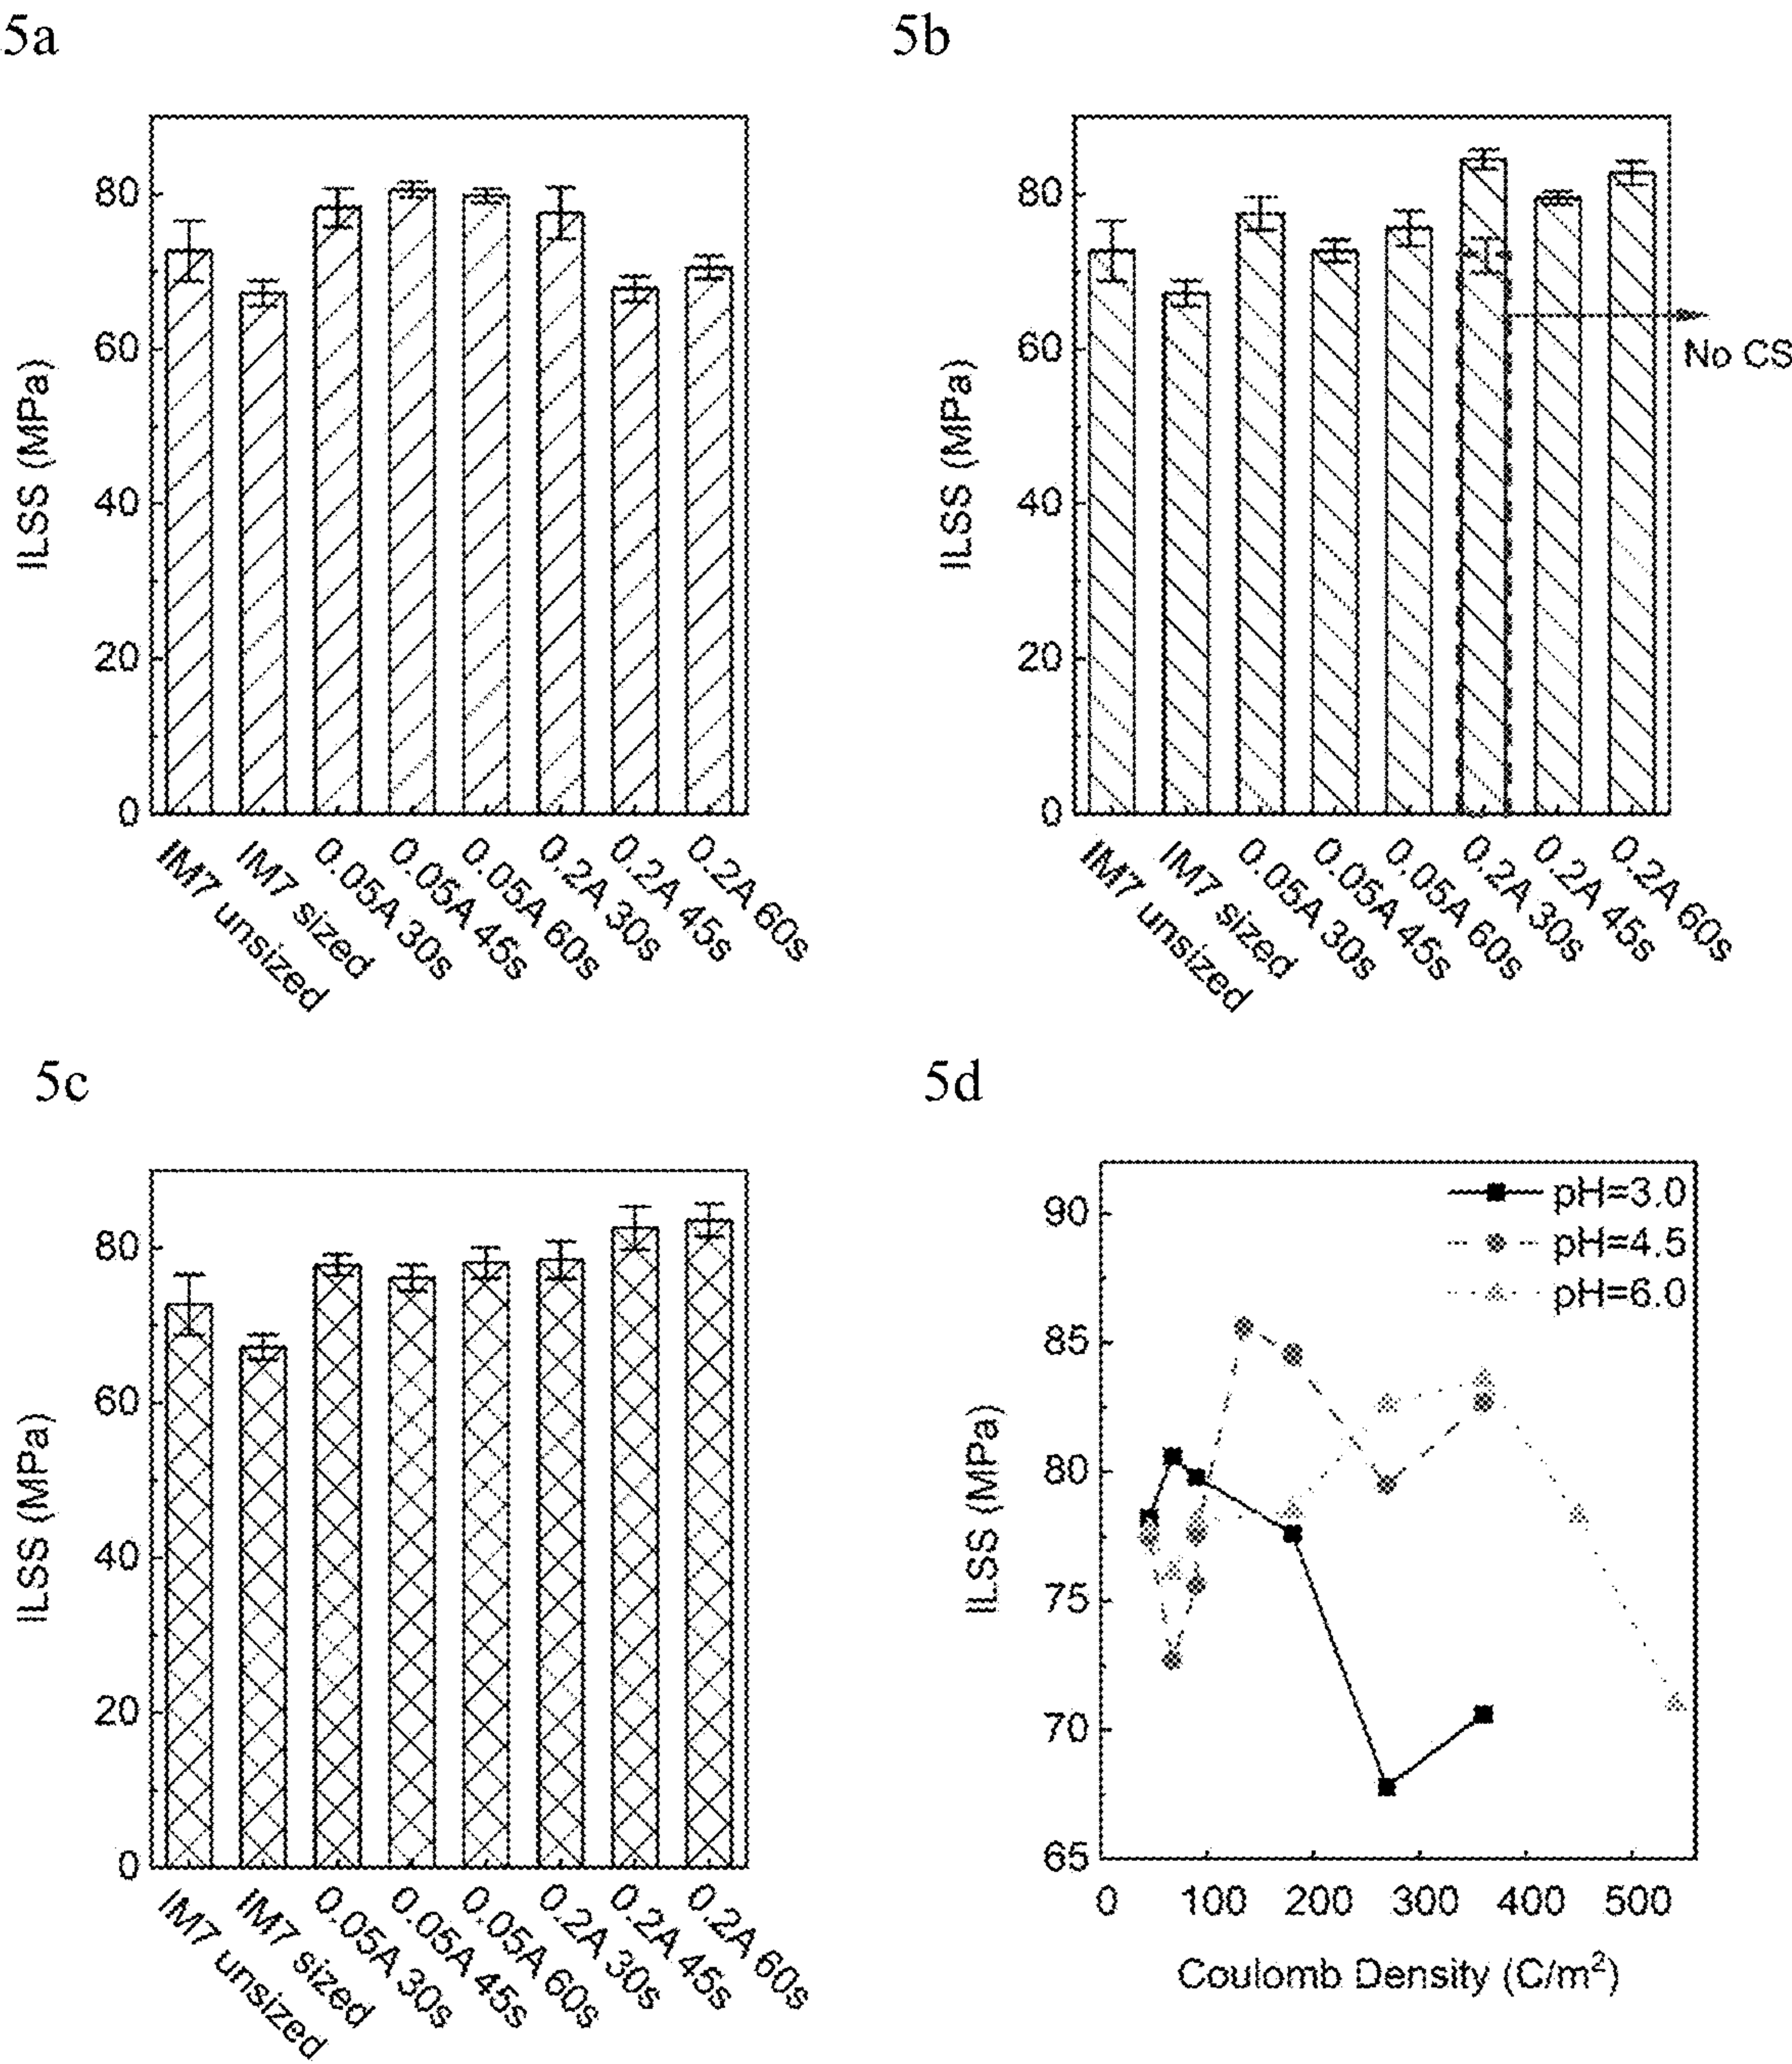 5a
80
60
40
20
0
ILSS (MPa)
IM7 unsized
IM7 sized
0.05A 30s
0.05A 45s
0.05A 60s
0.2A 30s
0.2A 45s
0.2A 60s
5b
80
60
40
20
0
ILSS (MPa)
No CS
IM7 unsized
IM7 sized
0.05A 30s
0.05A 45s
0.05A 60s
0.2A 30s
0.2A 45s
0.2A 60s
5c
80
60
40
20
0
ILSS (MPa)
IM7 unsized
IM7 sized
0.05A 30s
0.05A 45s
0.05A 60s
0.2A 30s
0.2A 45s
0.2A 60s
5d
pH=3.0
pH=4.5
pH=6.0
90
85
80
75
70
65
ILSS (MPa)
0 100 200 300 400 500
Coulomb Density (C/m²)